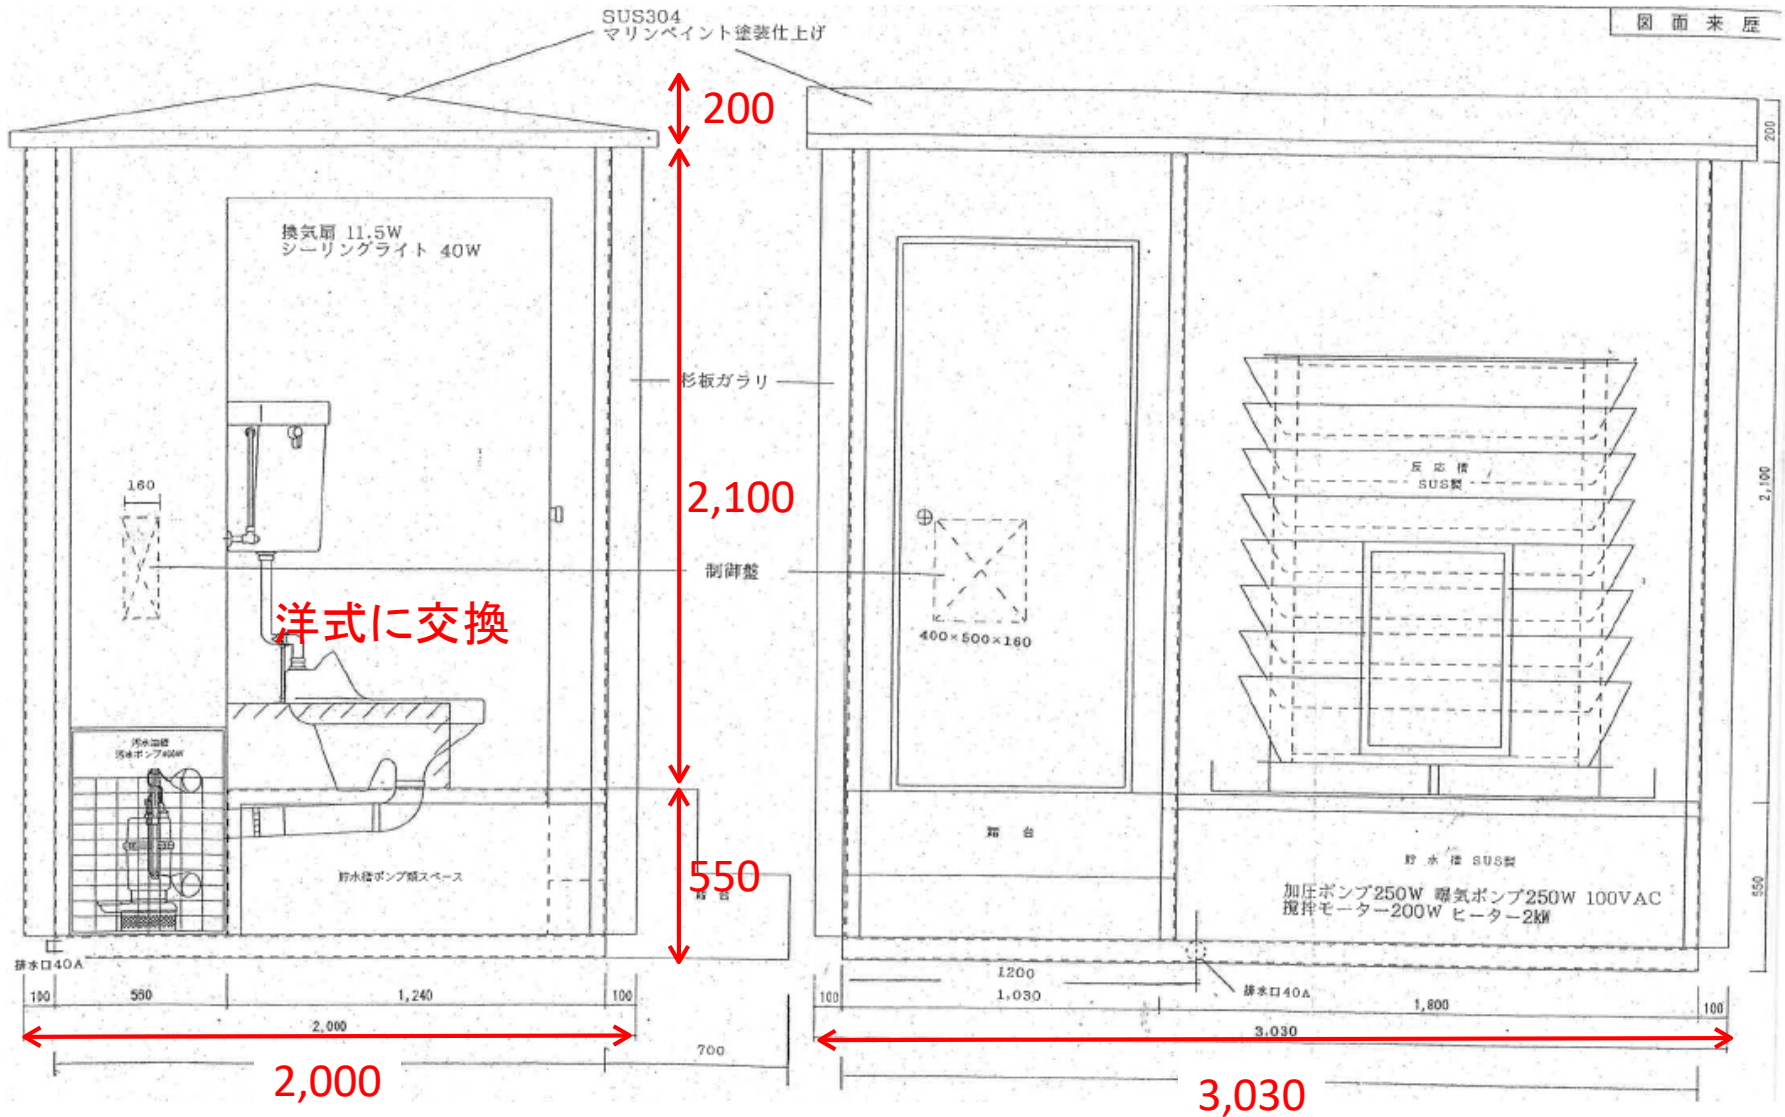 SUS304
マリンペイント塗装仕上げ
図面来歴
200
200
換気扇 11.5W
シーリングライト 40W
杉板ガラリ
160
2,100
2,100
反応槽
SUS製
制御盤
洋式に交換
400×500×160
汚水ポンプ400W
踏台
貯水槽ポンプ類スペース
550
550
踏台
貯水槽 SUS製
加圧ポンプ250W 曝気ポンプ250W 100VAC
撹拌モーター200W ヒーター2kW
排水口40A
排水口40A
100
560
1,240
100
2,000
700
2,000
1200
100
1,030
1,800
100
3,030
3,030